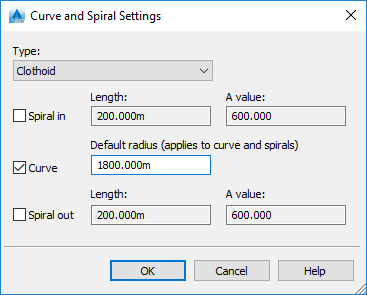 Curve and Spiral Settings
Type:
Clothoid
Length:
A value:
Spiral in
200.000m
600.000
Default radius (applies to curve and spirals)
Curve
1800.000m
Length:
A value:
Spiral out
200.000m
600.000
OK
Cancel
Help